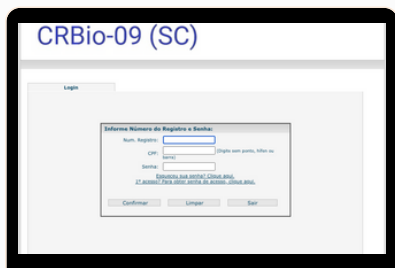 CRBio-09 (SC)
Login
Informe Número do Registro e Senha:
Num. Registro:
CPF: (Digite sem ponto, hífen ou
barra)
Senha:
Esqueceu sua senha? Clique aqui.
1º acesso? Para obter senha de acesso, clique aqui.
Confirmar Limpar Sair